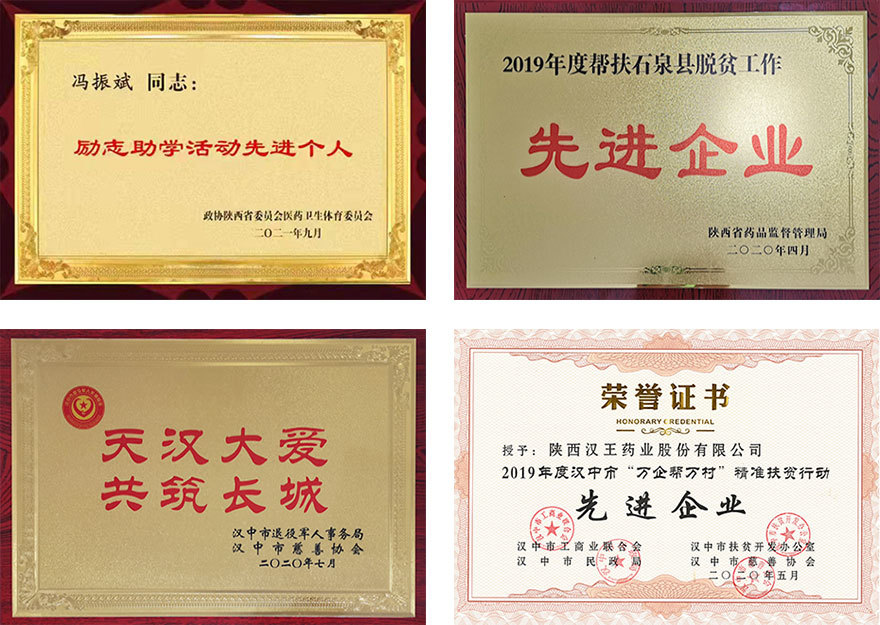 冯振斌 同志：
励志助学活动先进个人
政协陕西省委员会医药卫生体育委员会
二〇二一年九月
2019年度帮扶石泉县脱贫工作
先进企业
陕西省药品监督管理局
二〇二〇年四月
天汉大爱
共筑长城
汉中市退役军人事务局
汉中市慈善协会
二〇二〇年七月
荣誉证书
HONORARY CREDENTIAL
授予：陕西汉王药业股份有限公司
2019年度汉中市“万企帮万村”精准扶贫行动
先进企业
汉中市工商业联合会 汉中市扶贫开发办公室
汉中市民政局 汉中市慈善协会
二〇二〇年五月